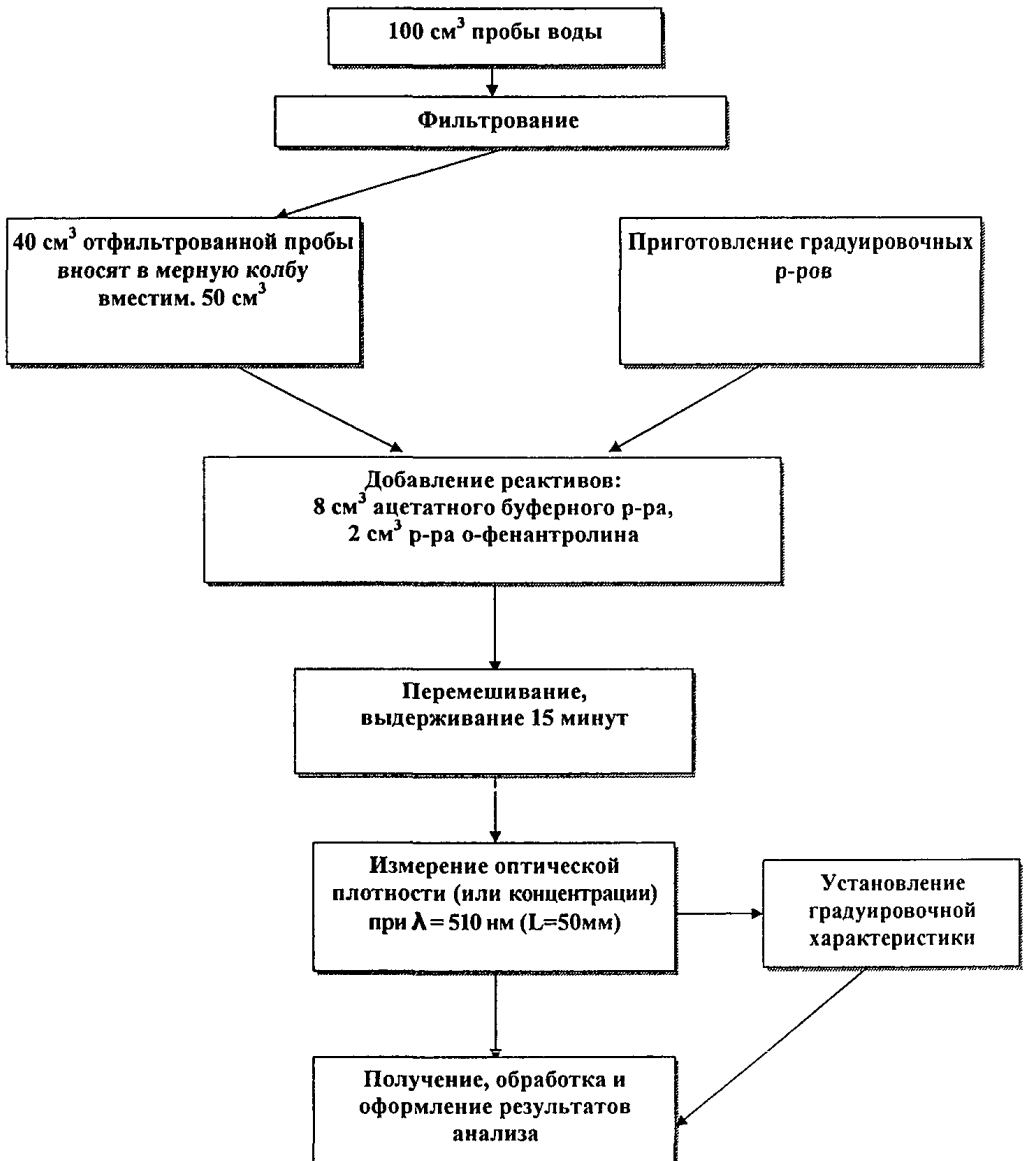 100 см³ пробы воды
Фильтрование
40 см³ отфильтрованной пробы
вносят в мерную колбу
вместим. 50 см³
Приготовление градуировочных
р-ров
Добавление реактивов:
8 см³ ацетатного буферного р-ра,
2 см³ р-ра о-фенантролина
Перемешивание,
выдерживание 15 минут
Измерение оптической
плотности (или концентрации)
при λ = 510 нм (L=50мм)
Установление
градуировочной
характеристики
Получение, обработка и
оформление результатов
анализа